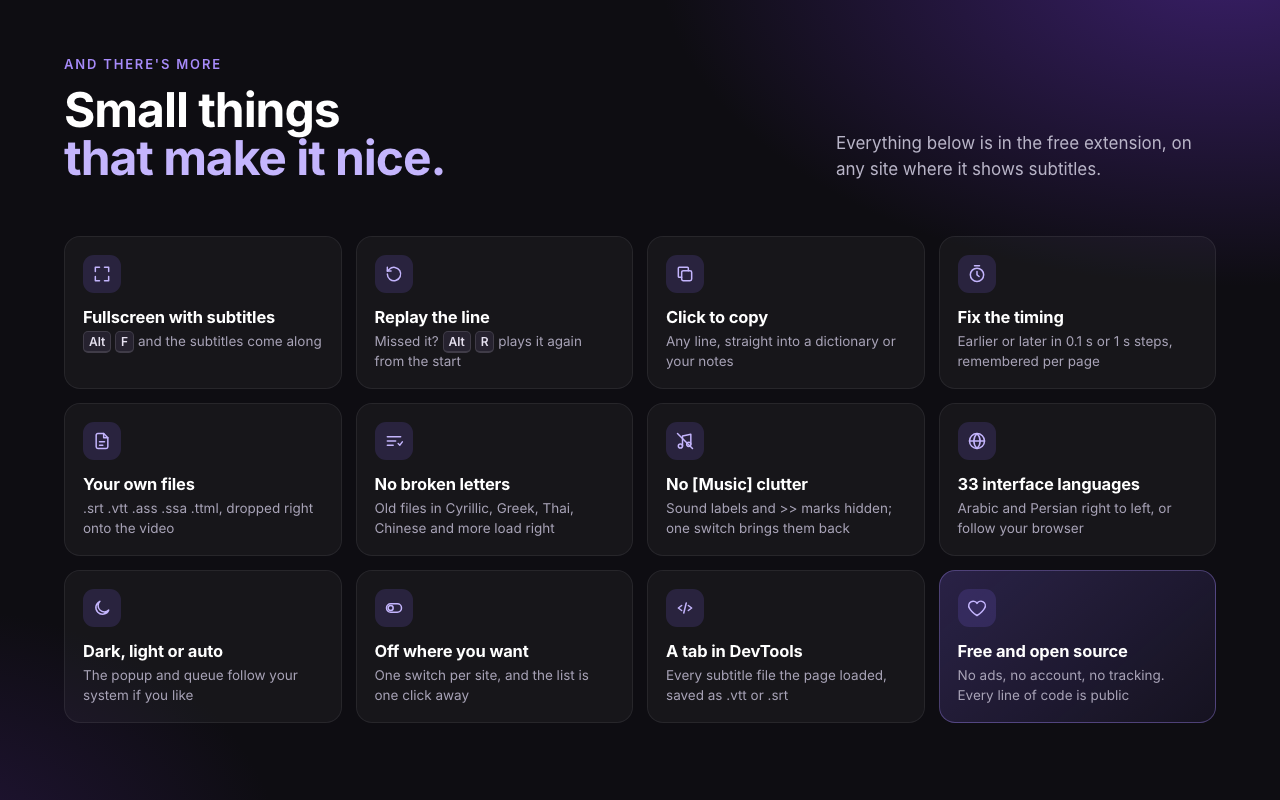 AND THERE'S MORE
Small things
that make it nice.
Everything below is in the free extension, on
any site where it shows subtitles.
Fullscreen with subtitles
Alt F and the subtitles come along
Replay the line
Missed it? Alt R plays it again
from the start
Click to copy
Any line, straight into a dictionary or
your notes
Fix the timing
Earlier or later in 0.1 s or 1 s steps,
remembered per page
Your own files
.srt .vtt .ass .ssa .ttml, dropped right
onto the video
No broken letters
Old files in Cyrillic, Greek, Thai,
Chinese and more load right
No [Music] clutter
Sound labels and >> marks hidden;
one switch brings them back
33 interface languages
Arabic and Persian right to left, or
follow your browser
Dark, light or auto
The popup and queue follow your
system if you like
Off where you want
One switch per site, and the list is
one click away
A tab in DevTools
Every subtitle file the page loaded,
saved as .vtt or .srt
Free and open source
No ads, no account, no tracking.
Every line of code is public